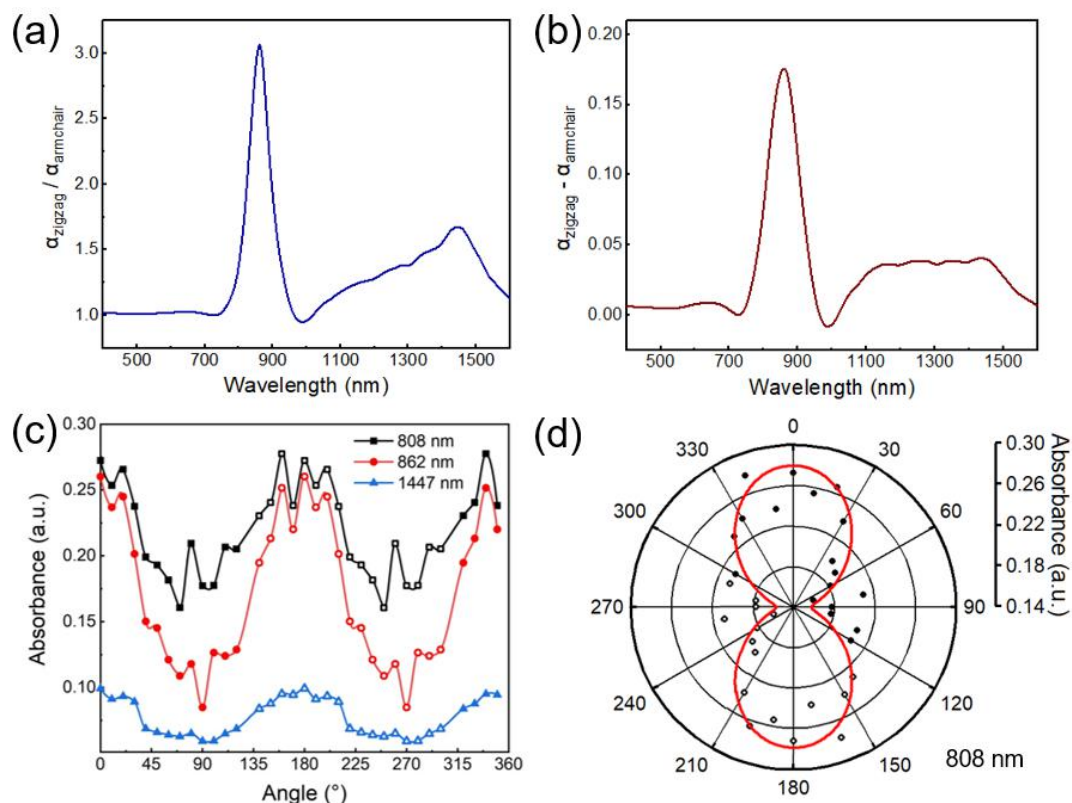 (a)
3.0
2.5
2.0
1.5
1.0
α zigzag / α armchair
500 700 900 1100 1300 1500
Wavelength (nm)
(b)
0.20
0.15
0.10
0.05
0.00
α zigzag - α armchair
500 700 900 1100 1300 1500
Wavelength (nm)
(c)
0.30
0.25
0.20
0.15
0.10
Absorbance (a.u.)
808 nm
862 nm
1447 nm
0 45 90 135 180 225 270 315 360
Angle (°)
(d)
0
30
60
90
120
150
180
210
240
270
300
330
0.30
0.26
0.22
0.18
0.14
Absorbance (a.u.)
808 nm